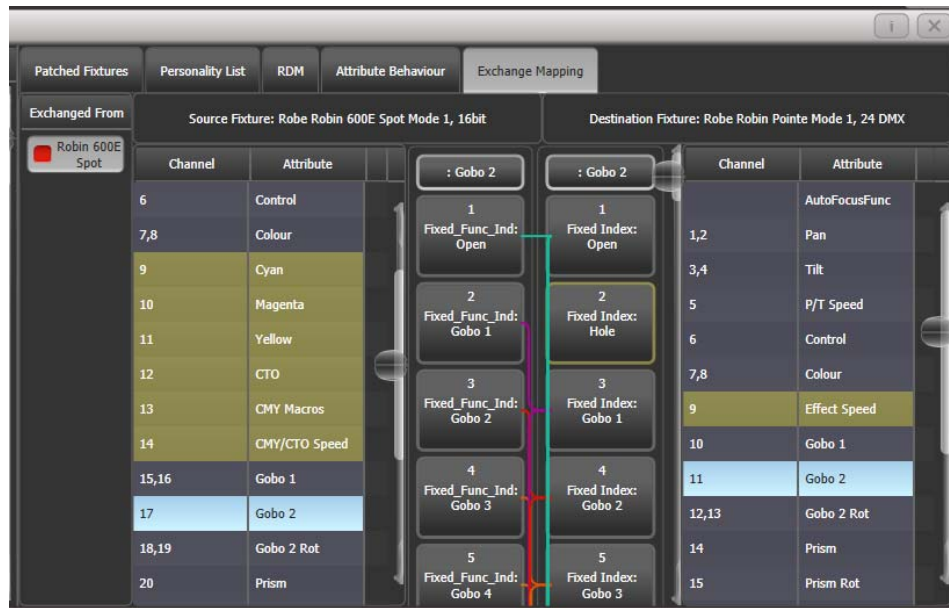 i
Patched Fixtures
Personality List
RDM
Attribute Behaviour
Exchange Mapping
Exchanged From
Source Fixture: Robe Robin 600E Spot Mode 1, 16bit
Destination Fixture: Robe Robin Pointe Mode 1, 24 DMX
Robin 600E
Spot
Channel Attribute
6 Control
7,8 Colour
9 Cyan
10 Magenta
11 Yellow
12 CTO
13 CMY Macros
14 CMY/CTO Speed
15,16 Gobo 1
17 Gobo 2
18,19 Gobo 2 Rot
20 Prism
: Gobo 2
1
Fixed_Func_Ind:
Open
2
Fixed_Func_Ind:
Gobo 1
3
Fixed_Func_Ind:
Gobo 2
4
Fixed_Func_Ind:
Gobo 3
5
Fixed_Func_Ind:
Gobo 4
: Gobo 2
1
Fixed Index:
Open
2
Fixed Index:
Hole
3
Fixed Index:
Gobo 1
4
Fixed Index:
Gobo 2
5
Fixed Index:
Gobo 3
Channel Attribute
AutoFocusFunc
1,2 Pan
3,4 Tilt
5 P/T Speed
6 Control
7,8 Colour
9 Effect Speed
10 Gobo 1
11 Gobo 2
12,13 Gobo 2 Rot
14 Prism
15 Prism Rot